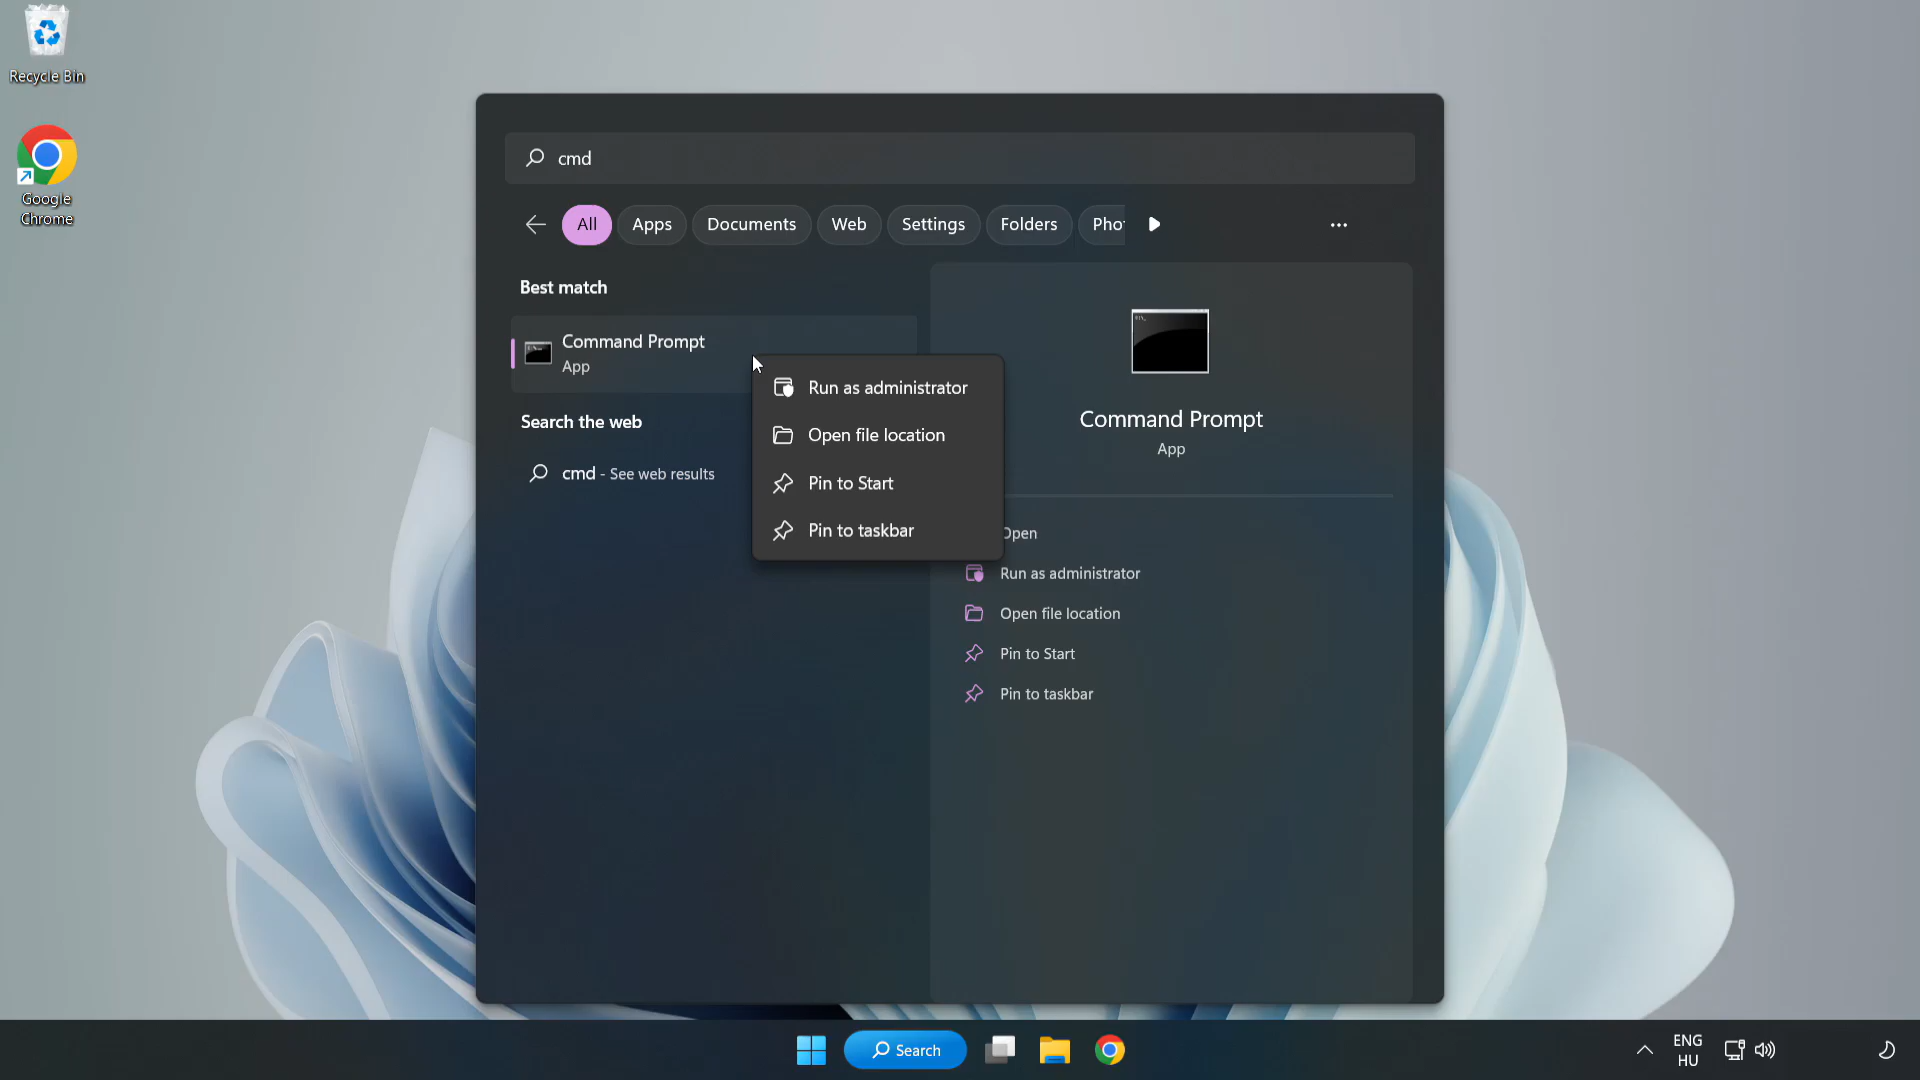 Recycle Bin
Google
Chrome
cmd
All
Apps
Documents
Web
Settings
Folders
Pho
Best match
Command Prompt
App
Search the web
cmd - See web results
Run as administrator
Open file location
Pin to Start
Pin to taskbar
Command Prompt
App
Open
Run as administrator
Open file location
Pin to Start
Pin to taskbar
Search
ENG
HU